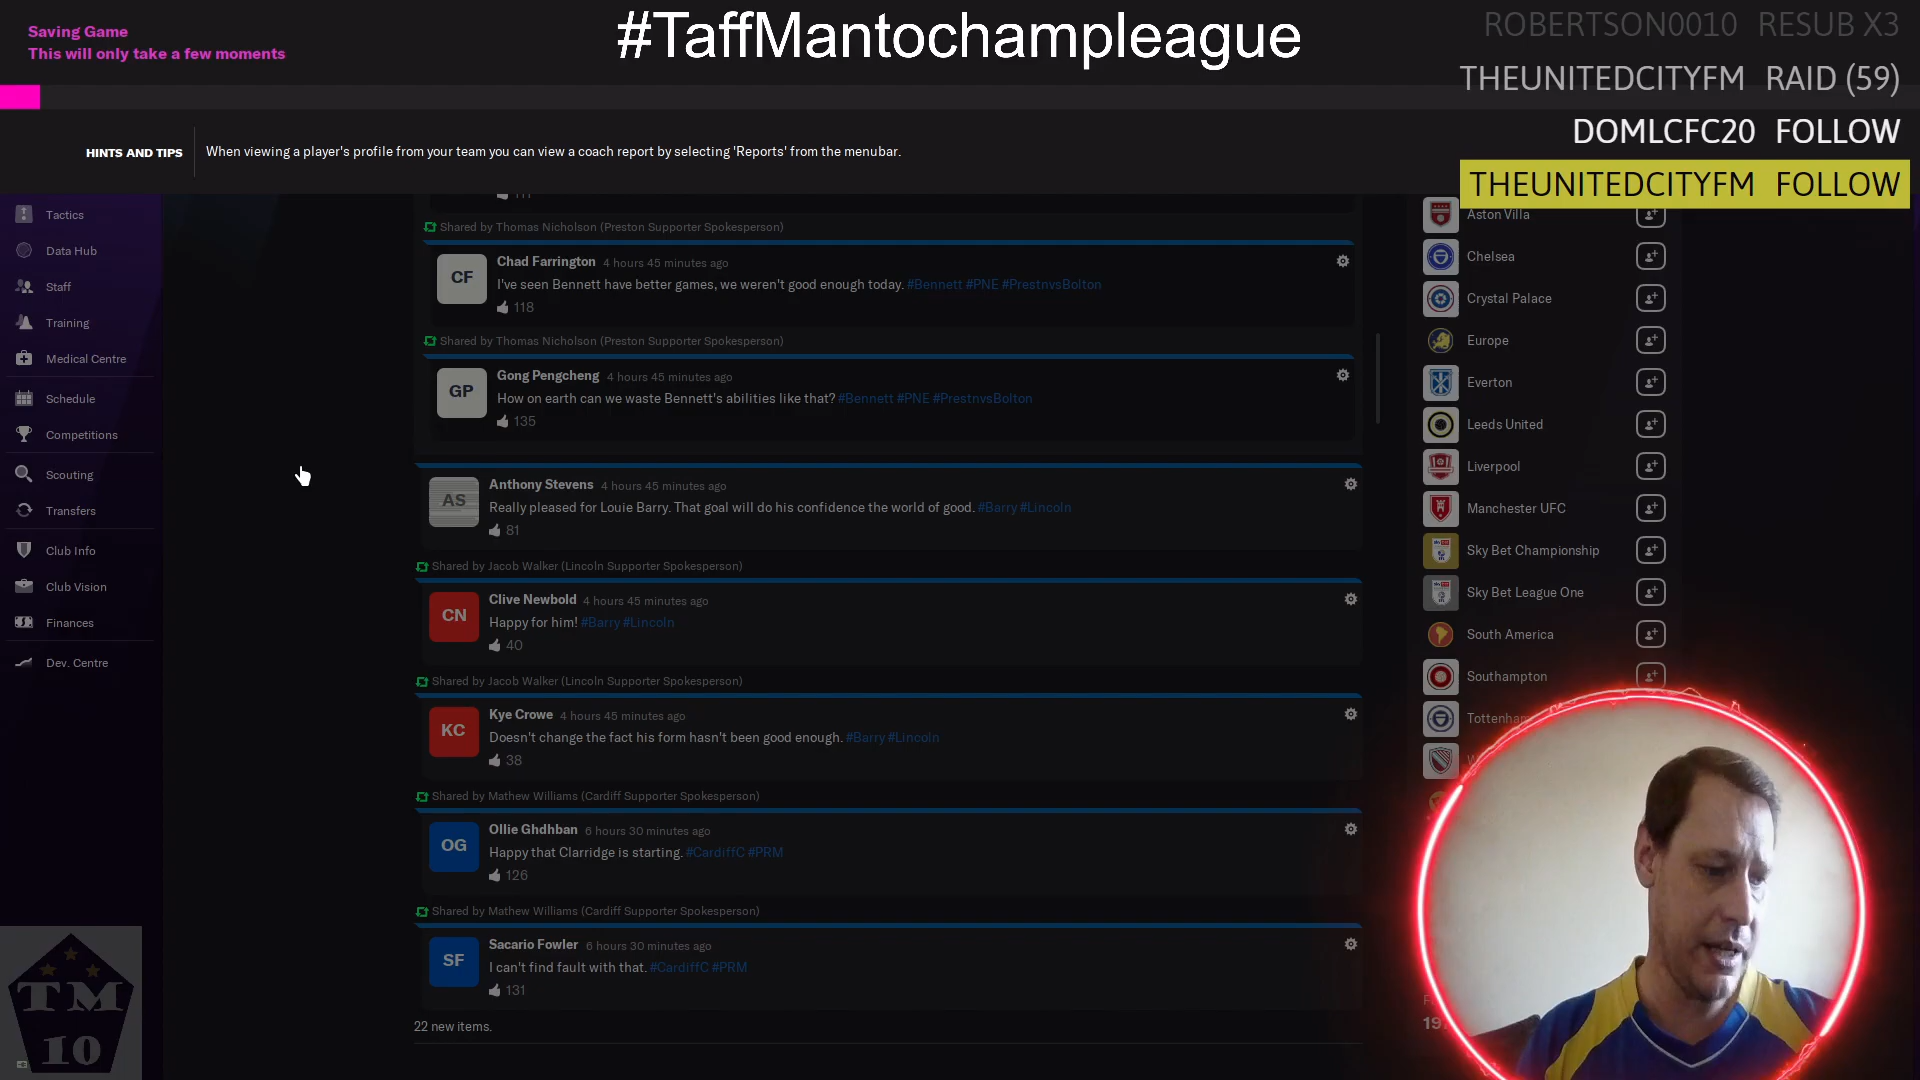 Saving Game
This will only take a few moments
#TaffMantochampleague
ROBERTSON0010 RESUB X3
THEUNITEDCITYFM RAID (59)
DOMLCFC20 FOLLOW
THEUNITEDCITYFM FOLLOW
HINTS AND TIPS
When viewing a player's profile from your team you can view a coach report by selecting 'Reports' from the menubar.
Tactics
Data Hub
Staff
Training
Medical Centre
Schedule
Competitions
Scouting
Transfers
Club Info
Club Vision
Finances
Dev. Centre
TM
10
Shared by Thomas Nicholson (Preston Supporter Spokesperson)
CF
Chad Farrington 4 hours 45 minutes ago
I've seen Bennett have better games, we weren't good enough today. #Bennett #PNE #PrestnvsBolton
118
Shared by Thomas Nicholson (Preston Supporter Spokesperson)
GP
Gong Pengcheng 4 hours 45 minutes ago
How on earth can we waste Bennett's abilities like that? #Bennett #PNE #PrestnvsBolton
135
AS
Anthony Stevens 4 hours 45 minutes ago
Really pleased for Louie Barry. That goal will do his confidence the world of good. #Barry #Lincoln
81
Shared by Jacob Walker (Lincoln Supporter Spokesperson)
CN
Clive Newbold 4 hours 45 minutes ago
Happy for him! #Barry #Lincoln
40
Shared by Jacob Walker (Lincoln Supporter Spokesperson)
KC
Kye Crowe 4 hours 45 minutes ago
Doesn't change the fact his form hasn't been good enough. #Barry #Lincoln
38
Shared by Mathew Williams (Cardiff Supporter Spokesperson)
OG
Ollie Ghdhban 6 hours 30 minutes ago
Happy that Clarridge is starting. #CardiffC #PRM
126
Shared by Mathew Williams (Cardiff Supporter Spokesperson)
SF
Sacario Fowler 6 hours 30 minutes ago
I can't find fault with that. #CardiffC #PRM
131
22 new items.
Aston Villa
Chelsea
Crystal Palace
Europe
Everton
Leeds United
Liverpool
Manchester UFC
Sky Bet Championship
Sky Bet League One
South America
Southampton